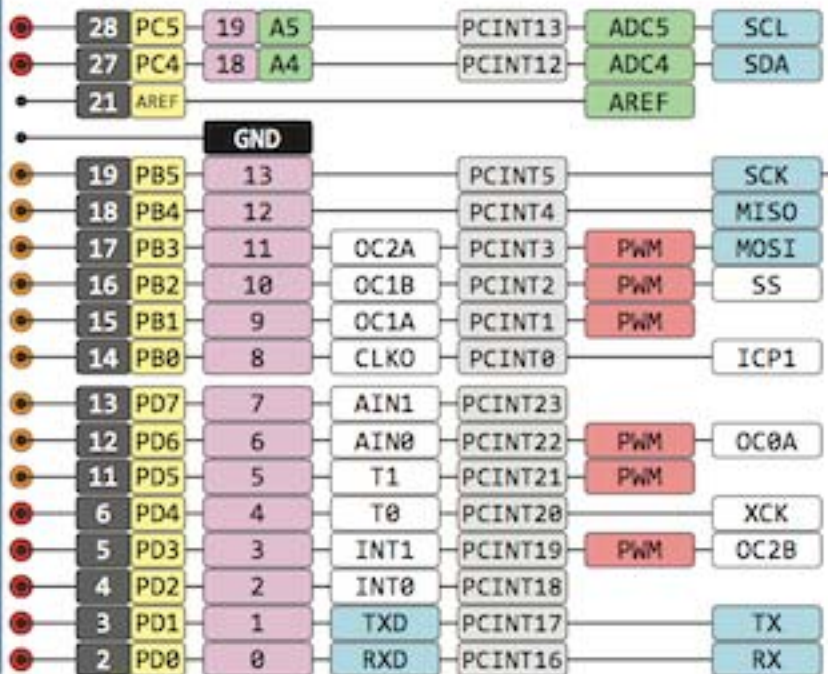 28 PC5 19 A5 PCINT13 ADC5 SCL
27 PC4 18 A4 PCINT12 ADC4 SDA
21 AREF AREF
GND
19 PB5 13 PCINT5 SCK
18 PB4 12 PCINT4 MISO
17 PB3 11 OC2A PCINT3 PWM MOSI
16 PB2 10 OC1B PCINT2 PWM SS
15 PB1 9 OC1A PCINT1 PWM
14 PB0 8 CLKO PCINT0 ICP1
13 PD7 7 AIN1 PCINT23
12 PD6 6 AIN0 PCINT22 PWM OC0A
11 PD5 5 T1 PCINT21 PWM
6 PD4 4 T0 PCINT20 XCK
5 PD3 3 INT1 PCINT19 PWM OC2B
4 PD2 2 INT0 PCINT18
3 PD1 1 TXD PCINT17 TX
2 PD0 0 RXD PCINT16 RX